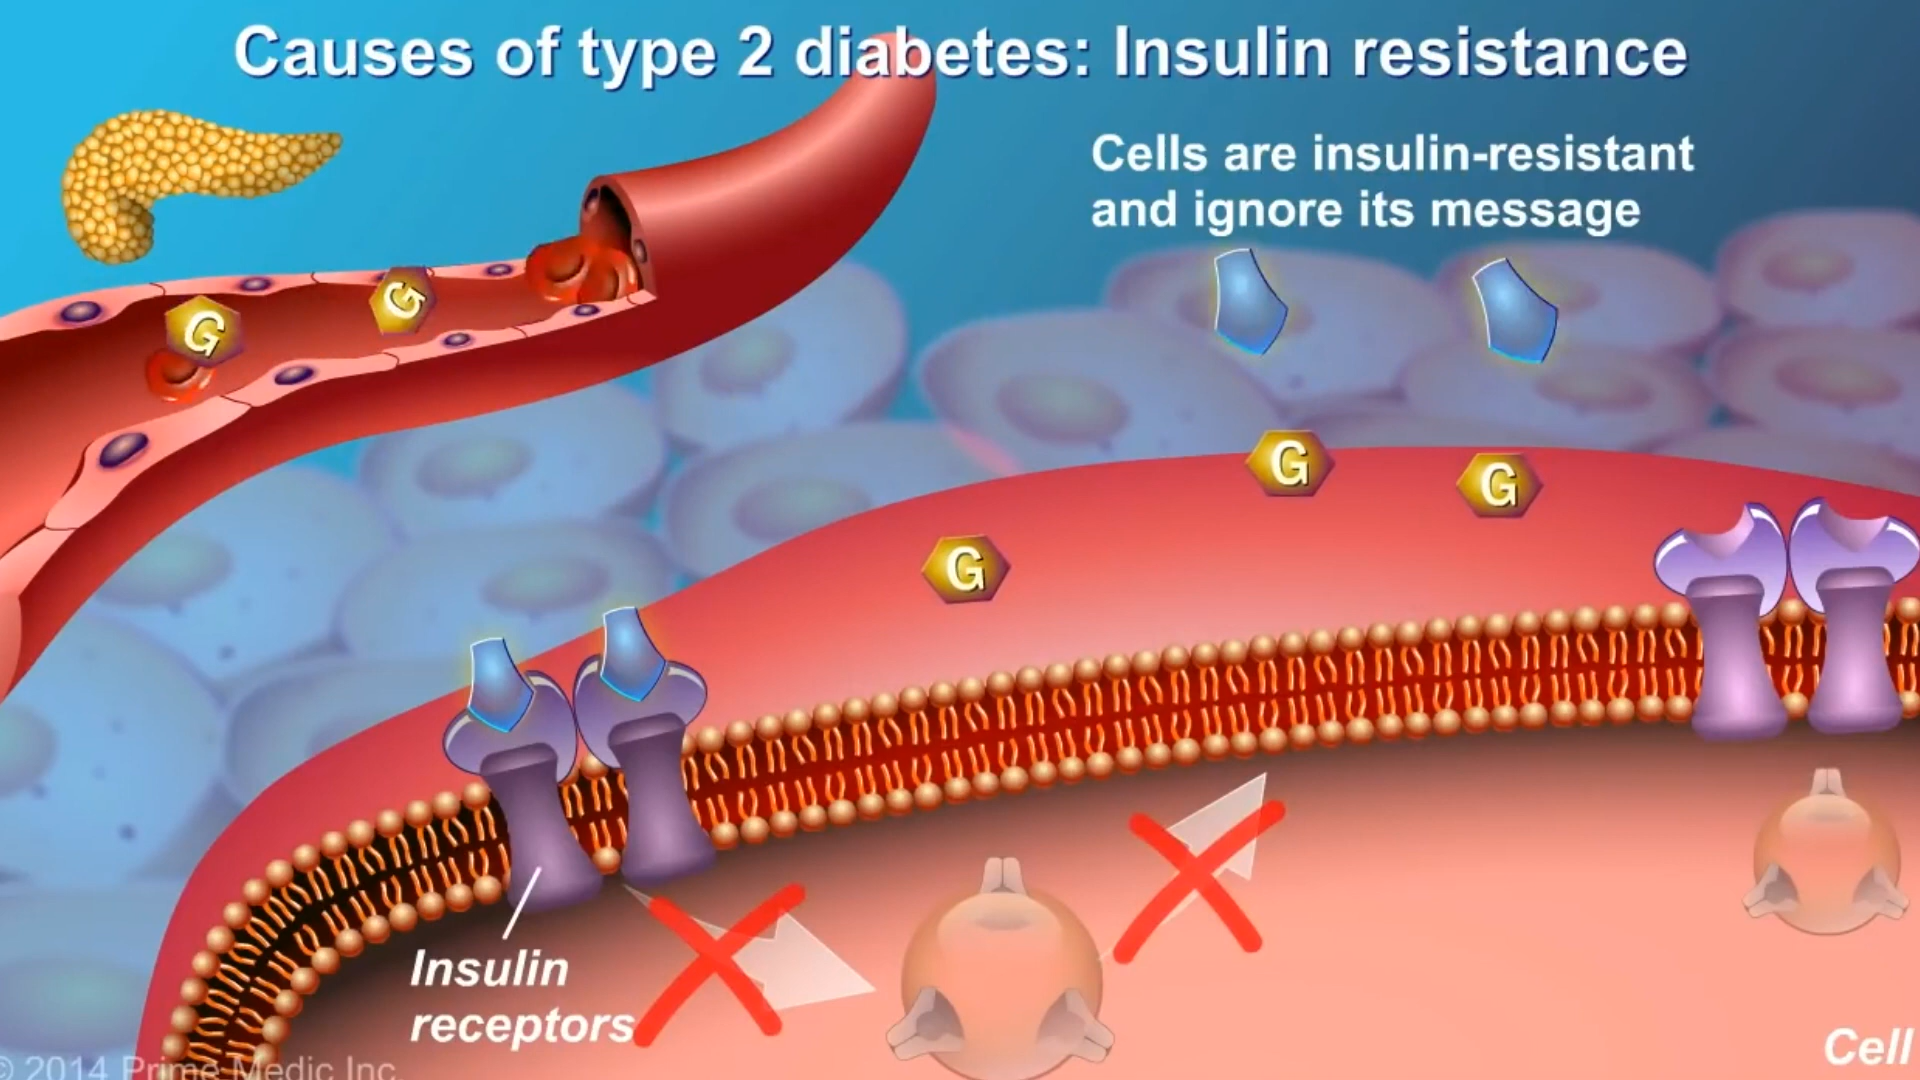 Causes of type 2 diabetes: Insulin resistance
Cells are insulin-resistant
and ignore its message
G
G
G
G
G
Insulin
receptors
Cell
© 2014 Prime Medic Inc.